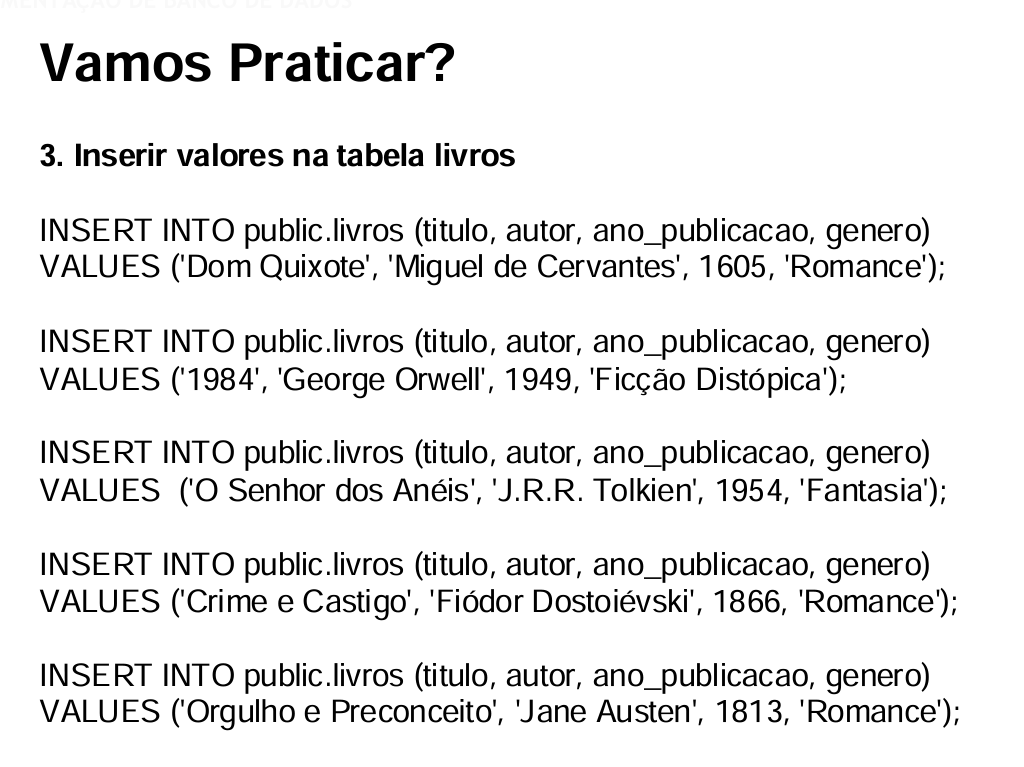 MENTAÇÃO DE BANCO DE DADOS
Vamos Praticar?
3. Inserir valores na tabela livros
INSERT INTO public.livros (titulo, autor, ano_publicacao, genero)
VALUES ('Dom Quixote', 'Miguel de Cervantes', 1605, 'Romance');
INSERT INTO public.livros (titulo, autor, ano_publicacao, genero)
VALUES ('1984', 'George Orwell', 1949, 'Ficção Distópica');
INSERT INTO public.livros (titulo, autor, ano_publicacao, genero)
VALUES  ('O Senhor dos Anéis', 'J.R.R. Tolkien', 1954, 'Fantasia');
INSERT INTO public.livros (titulo, autor, ano_publicacao, genero)
VALUES ('Crime e Castigo', 'Fiódor Dostoiévski', 1866, 'Romance');
INSERT INTO public.livros (titulo, autor, ano_publicacao, genero)
VALUES ('Orgulho e Preconceito', 'Jane Austen', 1813, 'Romance');